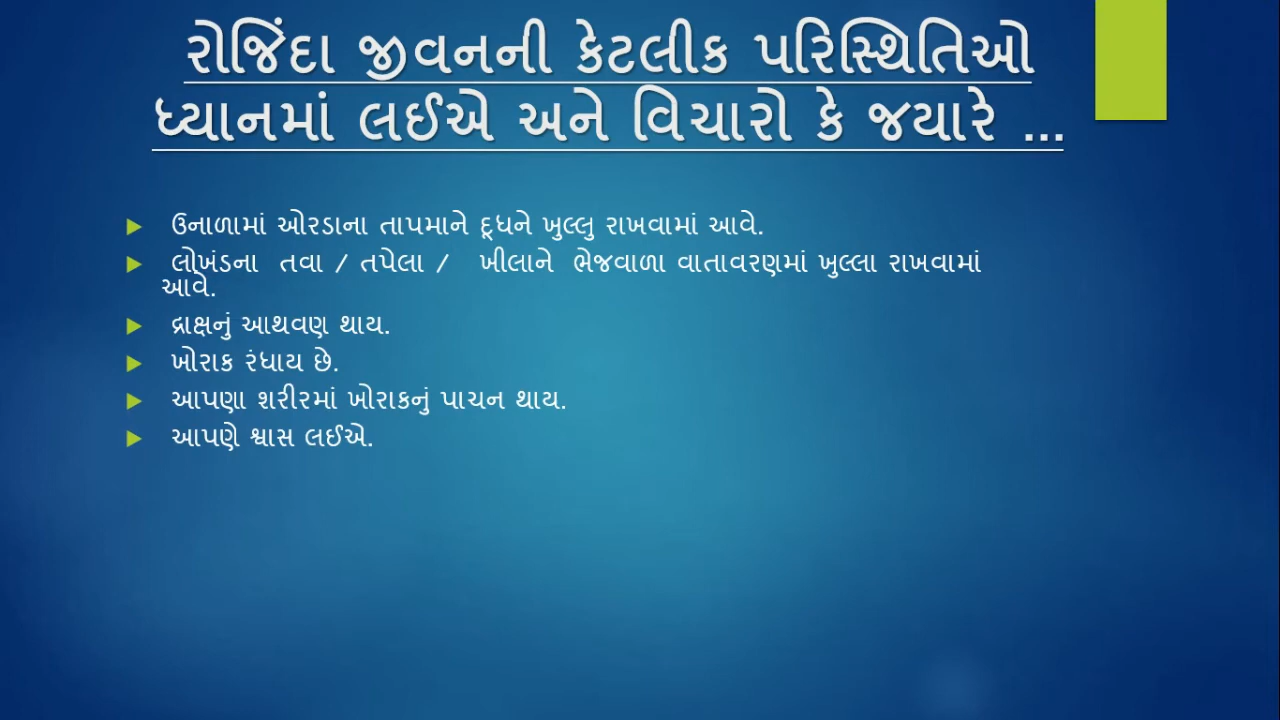 રોજિંદા જીવનની કેટલીક પરિસ્થિતિઓ
ધ્યાનમાં લઈએ અને વિચારો કે જયારે ...
ઉનાળામાં ઓરડાના તાપમાને દૂધને ખુલ્લુ રાખવામાં આવે.
લોખંડના તવા / તપેલા / ખીલાને ભેજવાળા વાતાવરણમાં ખુલ્લા રાખવામાં
આવે.
દ્રાક્ષનું આથવણ થાય.
ખોરાક રંધાય છે.
આપણા શરીરમાં ખોરાકનું પાચન થાય.
આપણે શ્વાસ લઈએ.